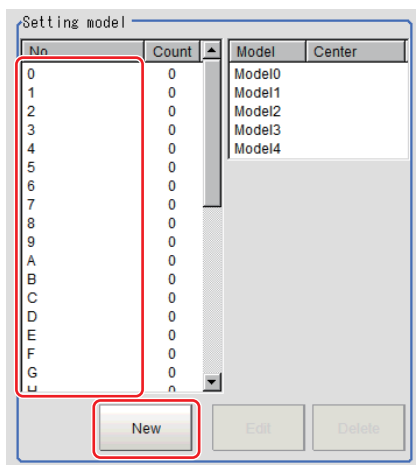 Setting model
No. Count Model Center
0 0 Model0
1 0 Model1
2 0 Model2
3 0 Model3
4 0 Model4
5 0
6 0
7 0
8 0
9 0
A 0
B 0
C 0
D 0
E 0
F 0
G 0
H 0
New Edit Delete